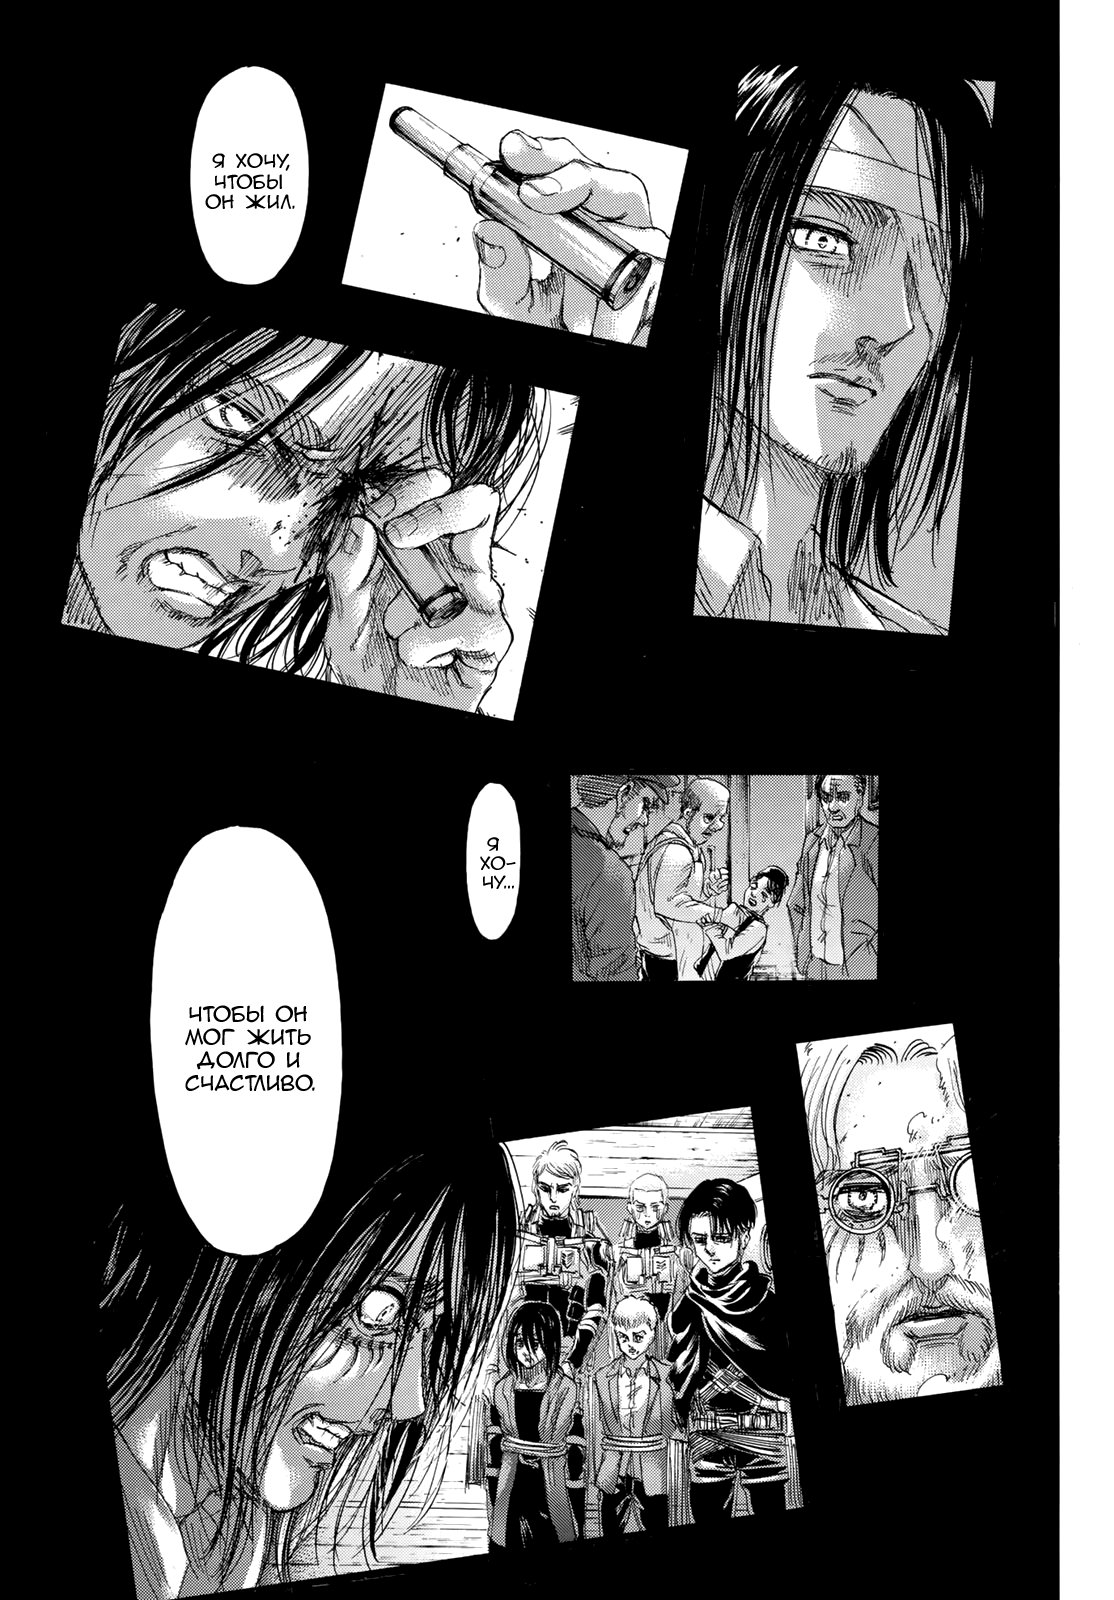 Я ХОЧУ,
ЧТОБЫ
ОН ЖИЛ.
Я
ХО-
ЧУ...
ЧТОБЫ ОН
МОГ ЖИТЬ
ДОЛГО И
СЧАСТЛИВО.